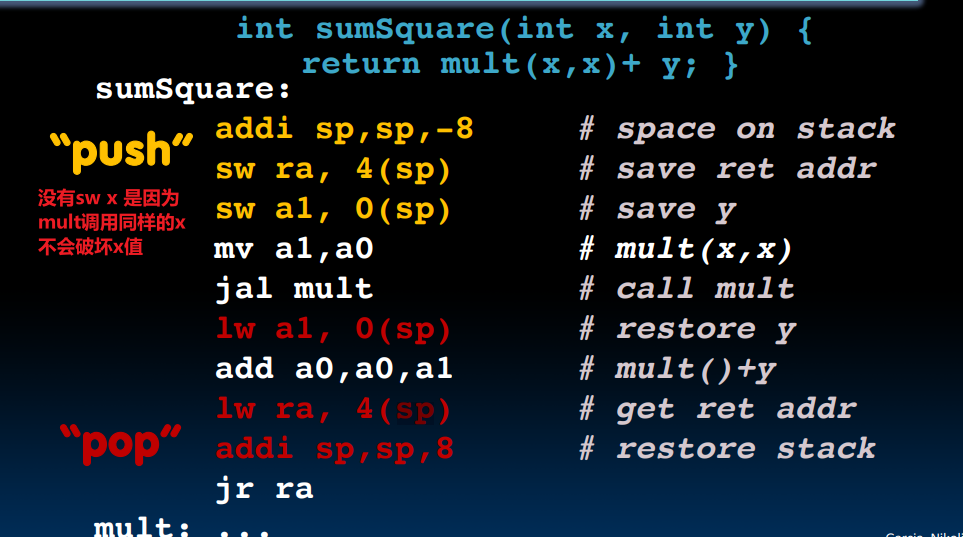 int sumSquare(int x, int y) {
return mult(x,x)+ y; }
sumSquare:
"push"
没有sw x 是因为
mult调用同样的x
不会破坏x值
addi sp,sp,-8 # space on stack
sw ra, 4(sp) # save ret addr
sw a1, 0(sp) # save y
mv a1,a0 # mult(x,x)
jal mult # call mult
lw a1, 0(sp) # restore y
add a0,a0,a1 # mult()+y
lw ra, 4(sp) # get ret addr
"pop"
addi sp,sp,8 # restore stack
jr ra
mult: ...